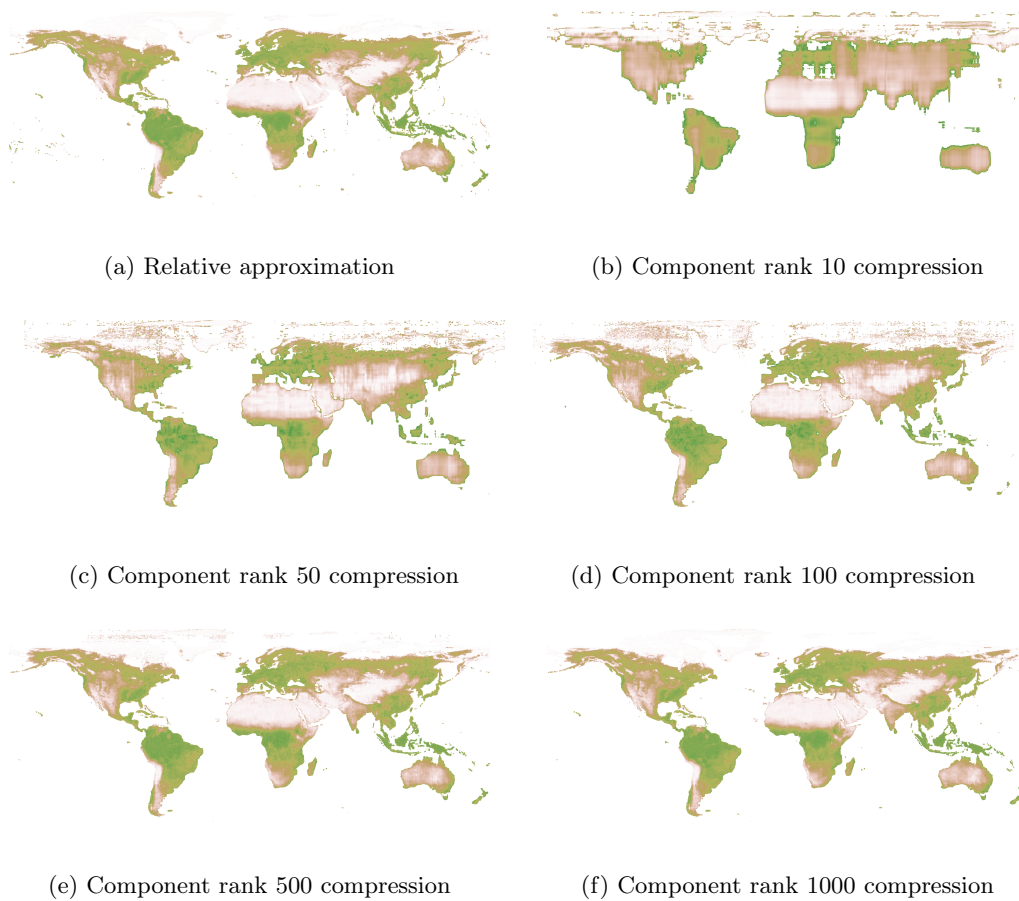 (a) Relative approximation
(b) Component rank 10 compression
(c) Component rank 50 compression
(d) Component rank 100 compression
(e) Component rank 500 compression
(f) Component rank 1000 compression